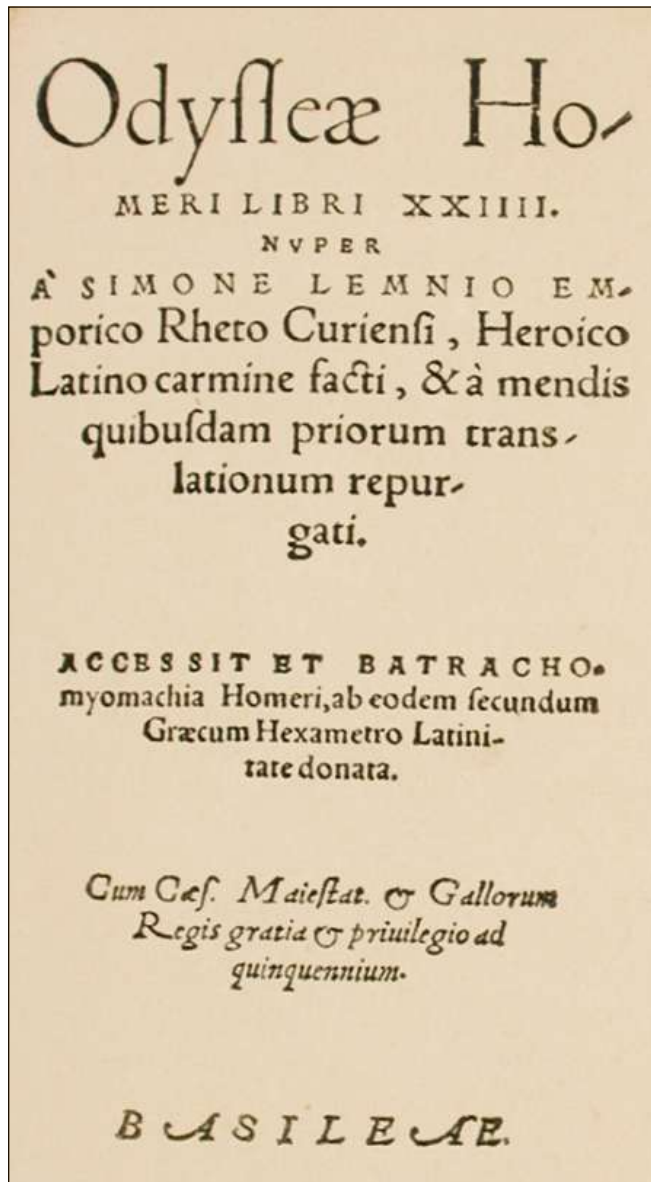 Odyſſeæ Ho-
MERI LIBRI XXIIII.
NVPER
A` SIMONE LEMNIO EM-
porico Rheto Curienſi, Heroico
Latino carmine facti, & à mendis
quibuſdam priorum trans-
lationum repur-
gati.
ACCESSIT ET BATRACHO-
myomachia Homeri, ab eodem ſecundum
Græcum Hexametro Latini-
tate donata.
Cum Cæſ. Maieſtat. & Gallorum
Regis gratia & priuilegio ad
quinquennium.
BASILEAE.